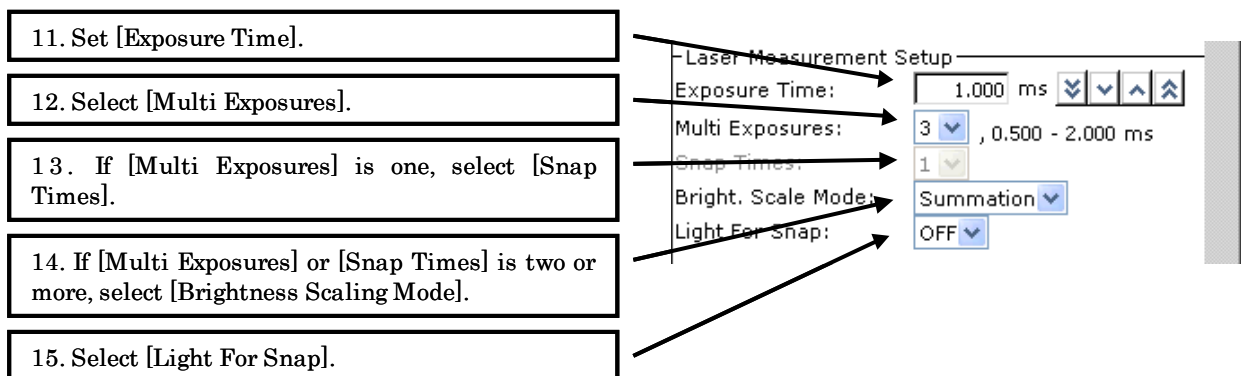 11. Set [Exposure Time].
12. Select [Multi Exposures].
13. If [Multi Exposures] is one, select [Snap
Times].
14. If [Multi Exposures] or [Snap Times] is two or
more, select [Brightness Scaling Mode].
15. Select [Light For Snap].
Laser Measurement Setup
Exposure Time: 1.000 ms
Multi Exposures: 3 , 0.500 - 2.000 ms
Snap Times: 1
Bright. Scale Mode: Summation
Light For Snap: OFF